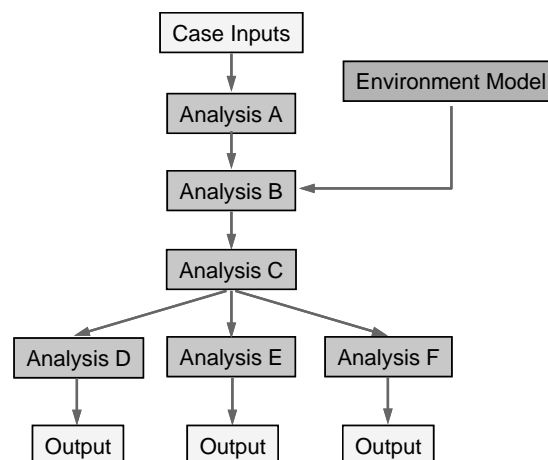 Case Inputs
Environment Model
Analysis A
Analysis B
Analysis C
Analysis D
Analysis E
Analysis F
Output
Output
Output